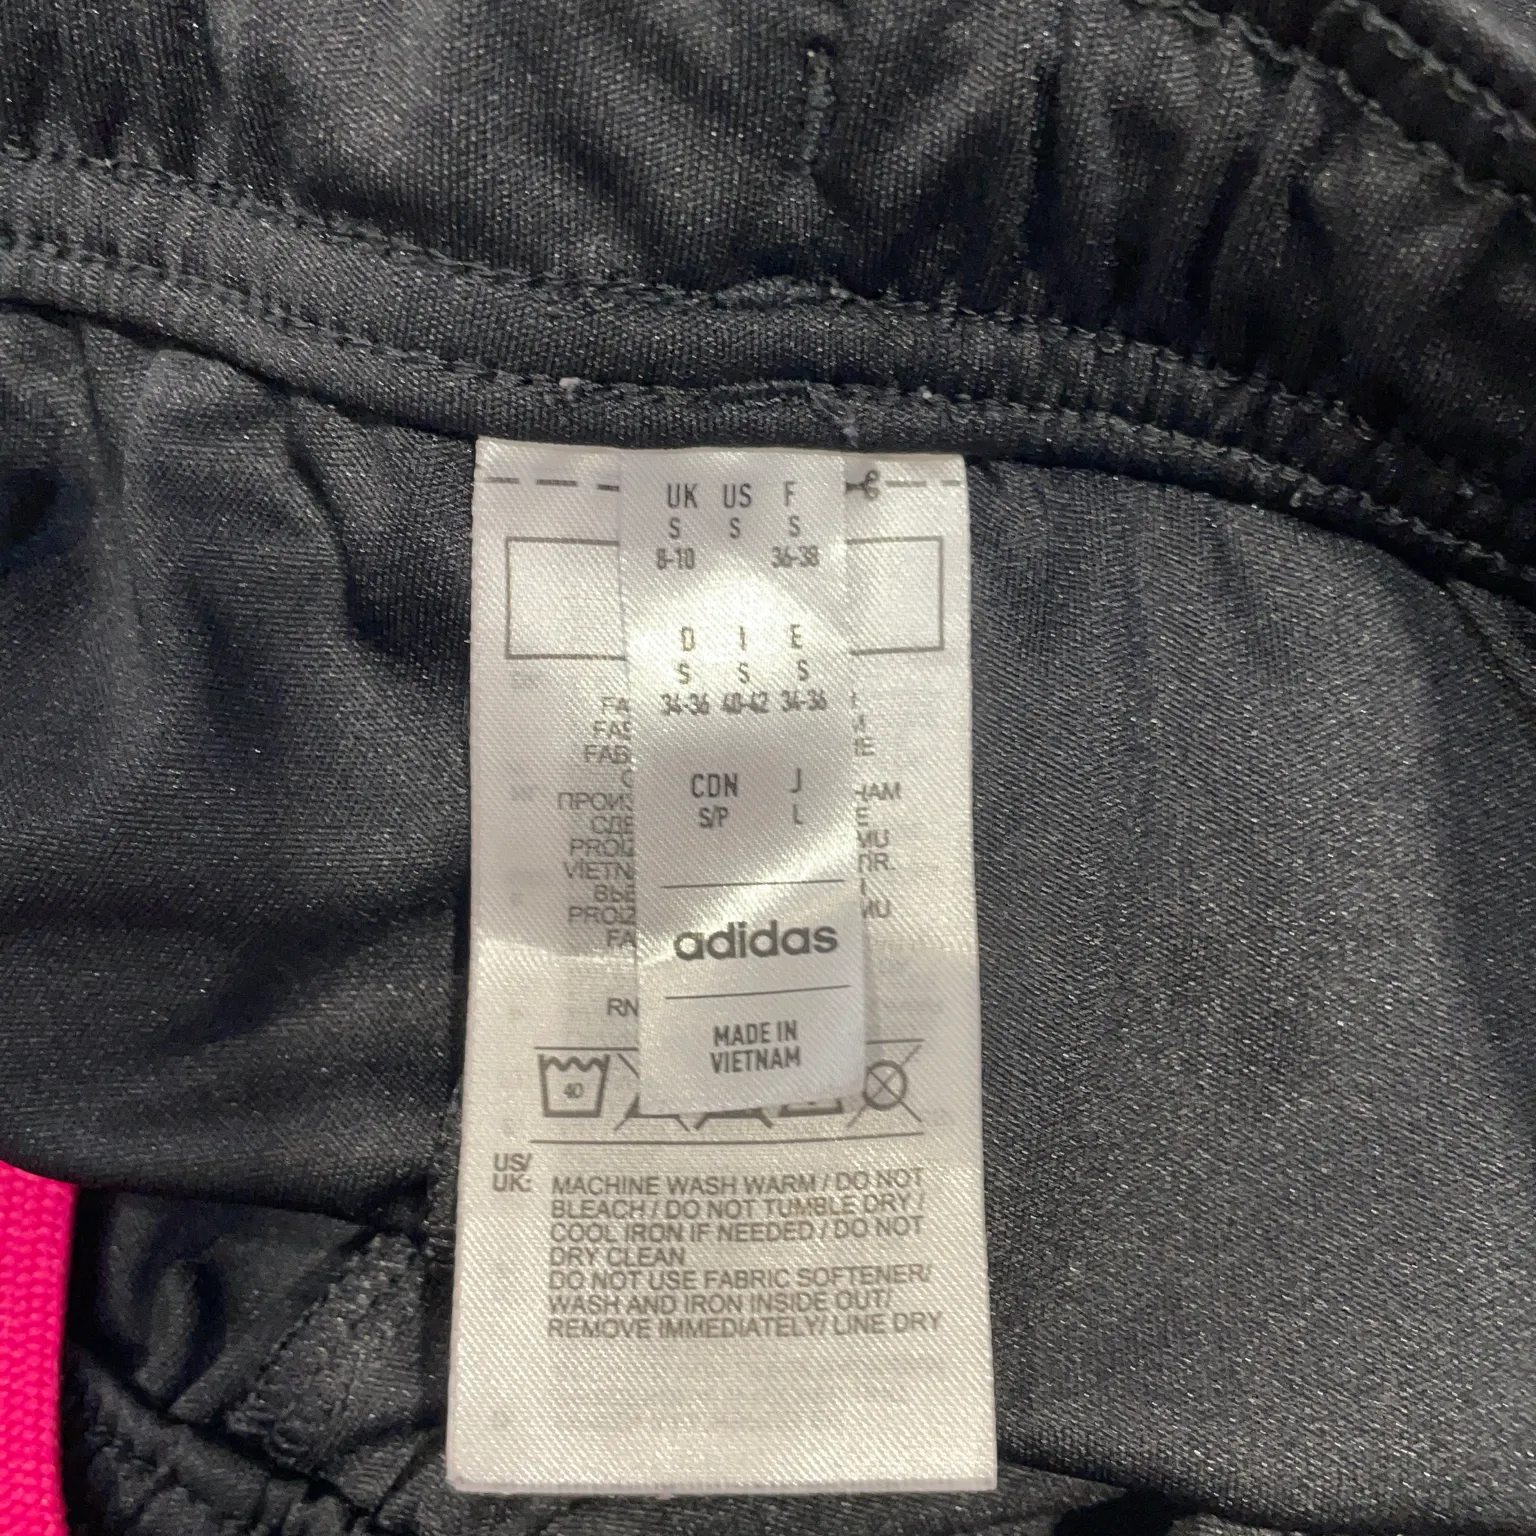 UK US F
S S S
8-10 36-38
D I E
S S S
34-36 40-42 34-36
CDN J
S/P L
adidas
MADE IN
VIETNAM
RN
40
US/
UK:
MACHINE WASH WARM / DO NOT
BLEACH / DO NOT TUMBLE DRY /
COOL IRON IF NEEDED / DO NOT
DRY CLEAN
DO NOT USE FABRIC SOFTENER/
WASH AND IRON INSIDE OUT/
REMOVE IMMEDIATELY/ LINE DRY